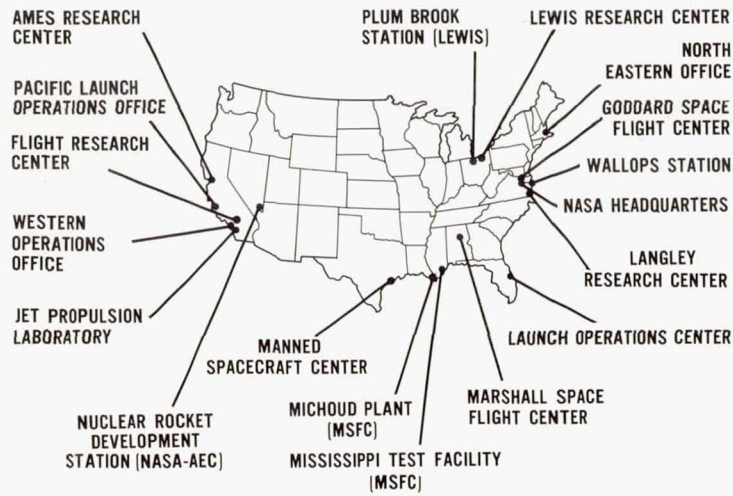 AMES RESEARCH
CENTER
PLUM BROOK
STATION (LEWIS)
LEWIS RESEARCH CENTER
NORTH
EASTERN OFFICE
PACIFIC LAUNCH
OPERATIONS OFFICE
GODDARD SPACE
FLIGHT CENTER
FLIGHT RESEARCH
CENTER
WALLOPS STATION
NASA HEADQUARTERS
WESTERN
OPERATIONS
OFFICE
LANGLEY
RESEARCH CENTER
JET PROPULSION
LABORATORY
LAUNCH OPERATIONS CENTER
MANNED
SPACECRAFT CENTER
MARSHALL SPACE
FLIGHT CENTER
MICHOUD PLANT
(MSFC)
NUCLEAR ROCKET
DEVELOPMENT
STATION (NASA-AEC)
MISSISSIPPI TEST FACILITY
(MSFC)